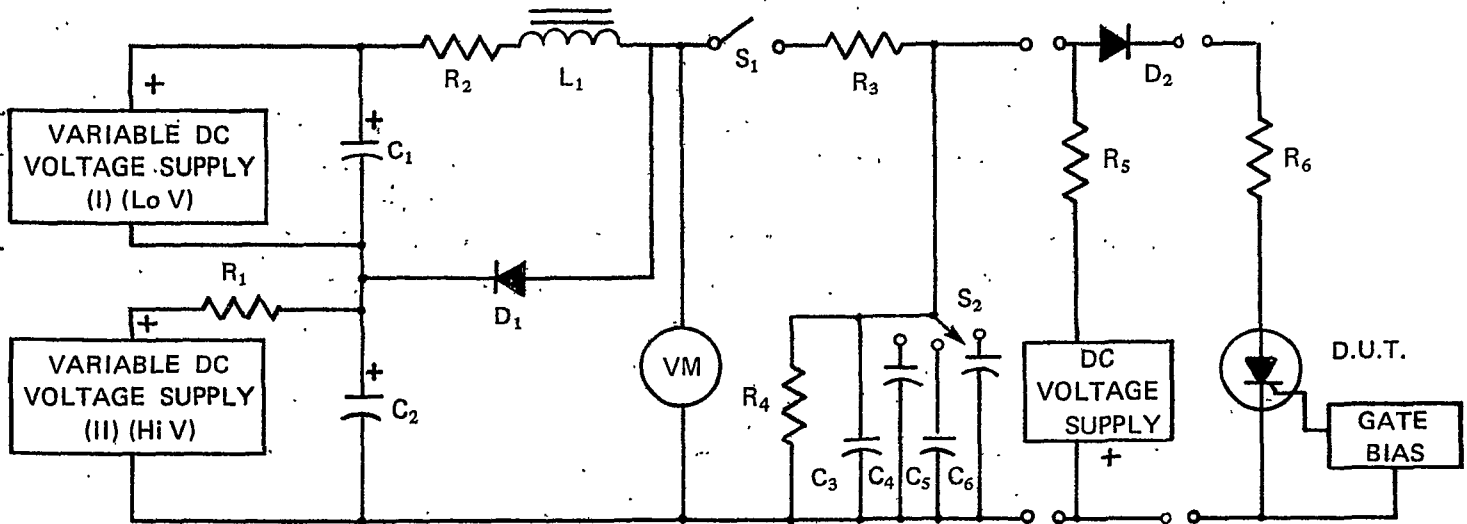 R₂
L₁
S₁
R₃
D₂
+
VARIABLE DC
VOLTAGE SUPPLY
(I) (Lo V)
+
C₁
R₅
R₆
R₁
+
D₁
S₂
VARIABLE DC
VOLTAGE SUPPLY
(II) (Hi V)
+
C₂
VM
R₄
C₃
C₄
C₅
C₆
DC
VOLTAGE
SUPPLY
+
D.U.T.
GATE
BIAS